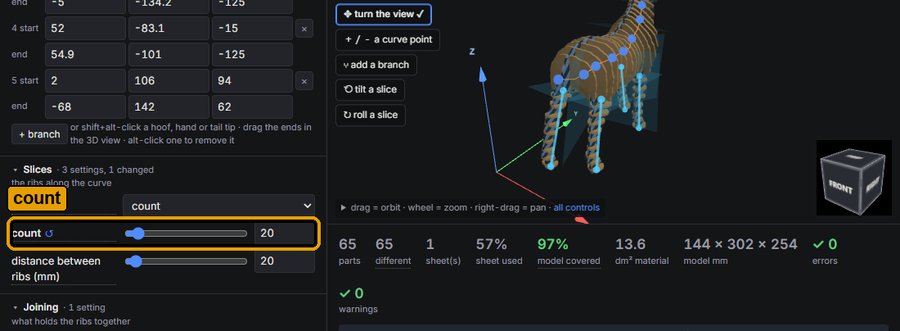 end -5 -134.2 -125
4 start 52 -83.1 -15 ×
end 54.9 -101 -125
5 start 2 106 94 ×
end -68 142 62
+ branch or shift+alt-click a hoof, hand or tail tip · drag the ends in
the 3D view · alt-click one to remove it
Slices · 3 settings, 1 changed
the ribs along the curve
count
count
count ↺ 20
distance between 20
ribs (mm)
Joining · 1 setting
what holds the ribs together
✥ turn the view ✓
+ / - a curve point
⑂ add a branch
⟲ tilt a slice
↻ roll a slice
Z
Y
FRONT
▶ drag = orbit · wheel = zoom · right-drag = pan · all controls
65 65 1 57% 97% 13.6 144 × 302 × 254 ✓ 0
parts different sheet(s) sheet used model covered dm² material model mm errors
✓ 0
warnings